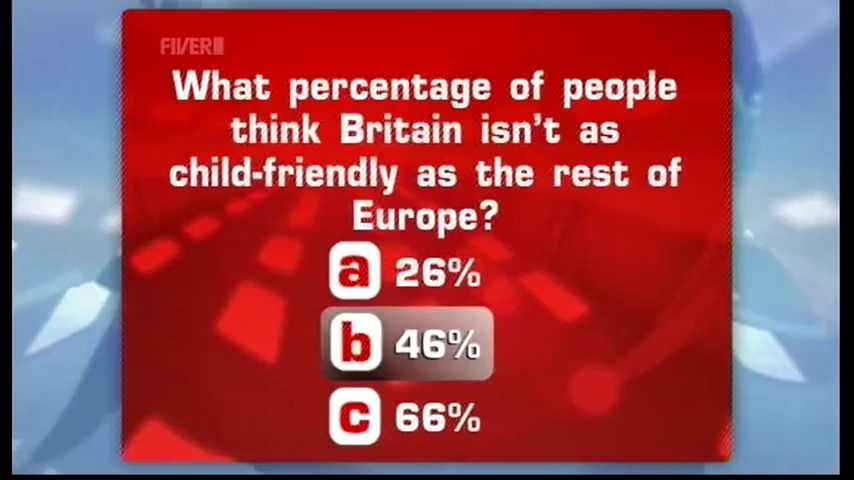 FIVER
What percentage of people
think Britain isn't as
child-friendly as the rest of
Europe?
a 26%
b 46%
c 66%